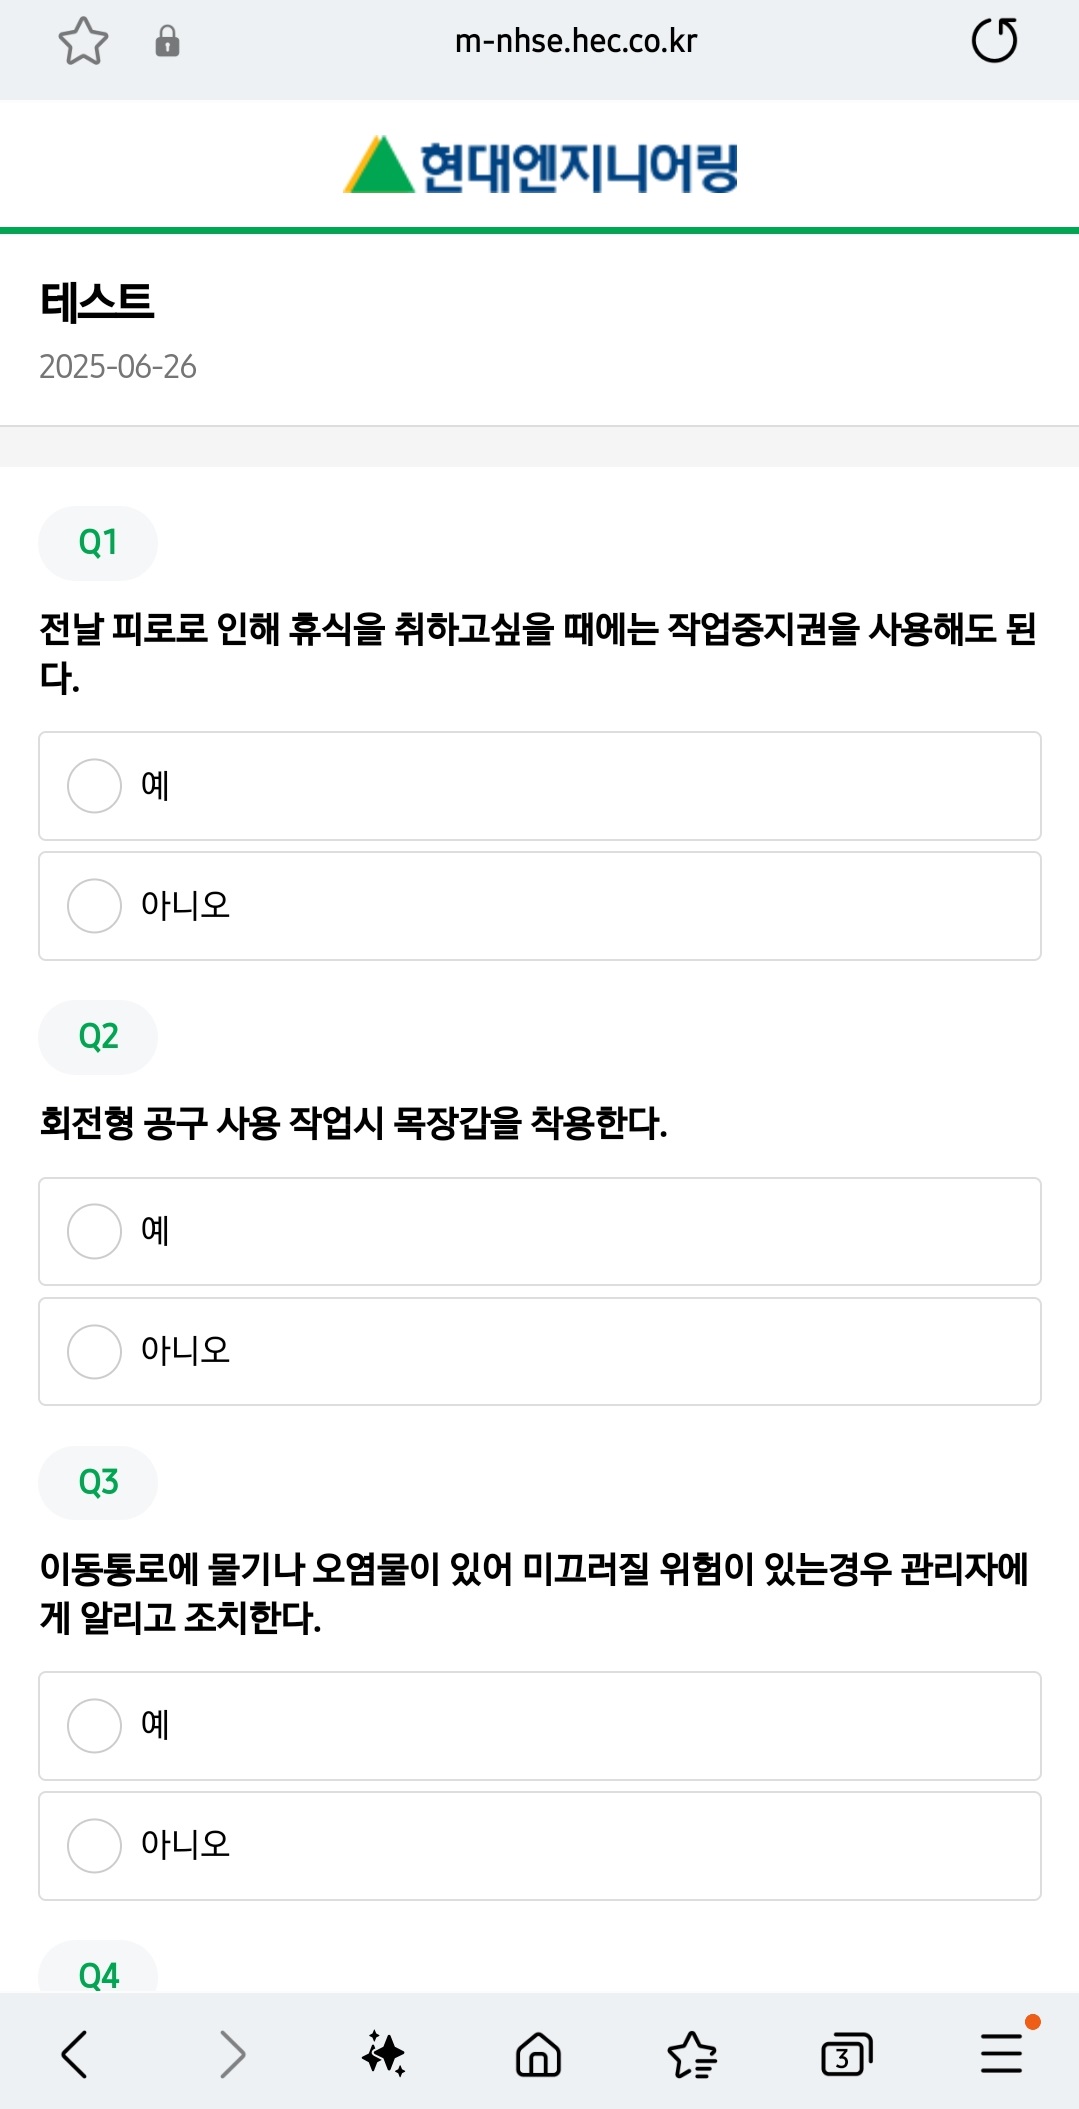 m-nhse.hec.co.kr
현대엔지니어링
테스트
2025-06-26
Q1
전날 피로로 인해 휴식을 취하고싶을 때에는 작업중지권을 사용해도 된
다.
예
아니오
Q2
회전형 공구 사용 작업시 목장갑을 착용한다.
예
아니오
Q3
이동통로에 물기나 오염물이 있어 미끄러질 위험이 있는경우 관리자에
게 알리고 조치한다.
예
아니오
Q4
3